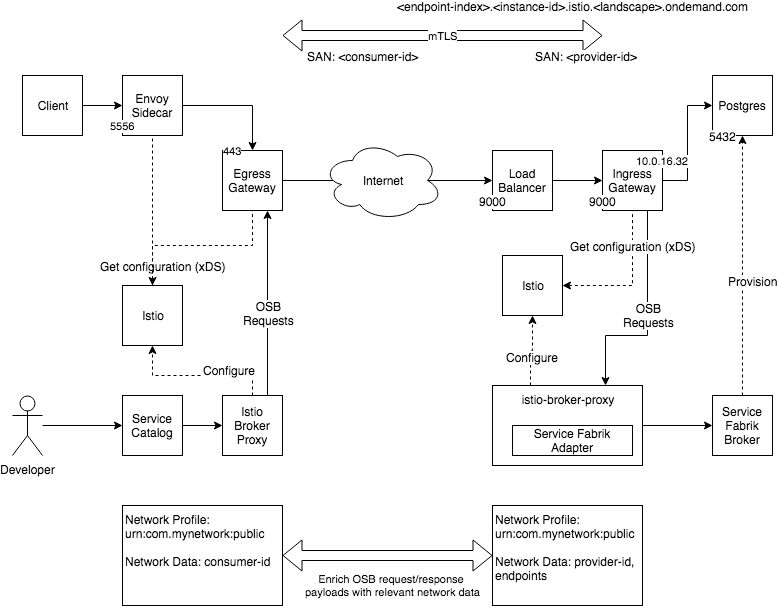 <endpoint-index>.<instance-id>.istio.<landscape>.ondemand.com
mTLS
SAN: <consumer-id>
SAN: <provider-id>
Client
Envoy
Sidecar
5556
Postgres
5432
443
Egress
Gateway
Internet
Load
Balancer
9000
10.0.16.32
Ingress
Gateway
9000
Get configuration (xDS)
Get configuration (xDS)
Istio
Istio
OSB
Requests
OSB
Requests
Provision
Configure
Configure
Developer
Service
Catalog
Istio
Broker
Proxy
istio-broker-proxy
Service Fabrik
Adapter
Service
Fabrik
Broker
Network Profile:
urn:com.mynetwork:public
Network Data: consumer-id
Enrich OSB request/response
payloads with relevant network data
Network Profile:
urn:com.mynetwork:public
Network Data: provider-id,
endpoints